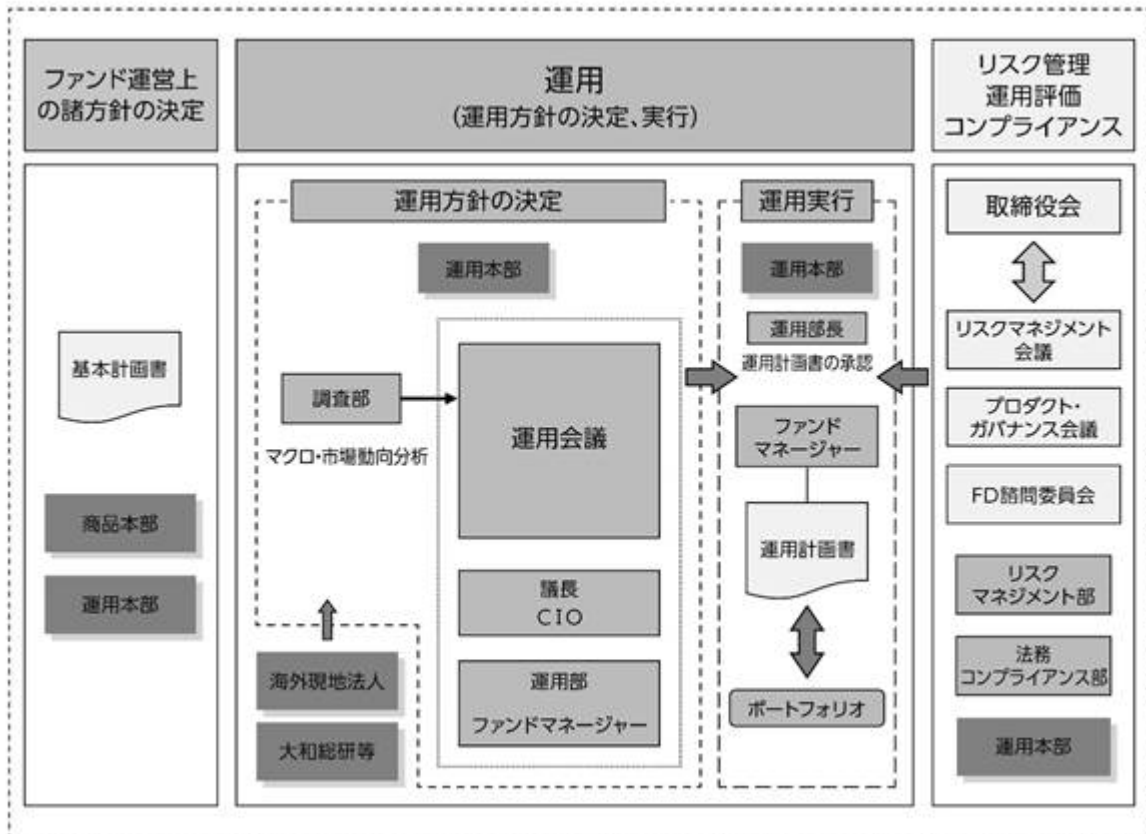 ファンド運営上
の諸方針の決定
運用
(運用方針の決定、実行)
リスク管理
運用評価
コンプライアンス
基本計画書
商品本部
運用本部
運用方針の決定
運用本部
調査部
マクロ・市場動向分析
運用会議
議長
CIO
運用部
ファンドマネージャー
海外現地法人
大和総研等
運用実行
運用本部
運用部長
運用計画書の承認
ファンド
マネージャー
運用計画書
ポートフォリオ
取締役会
リスクマネジメント
会議
プロダクト・
ガバナンス会議
FD諮問委員会
リスク
マネジメント部
法務
コンプライアンス部
運用本部